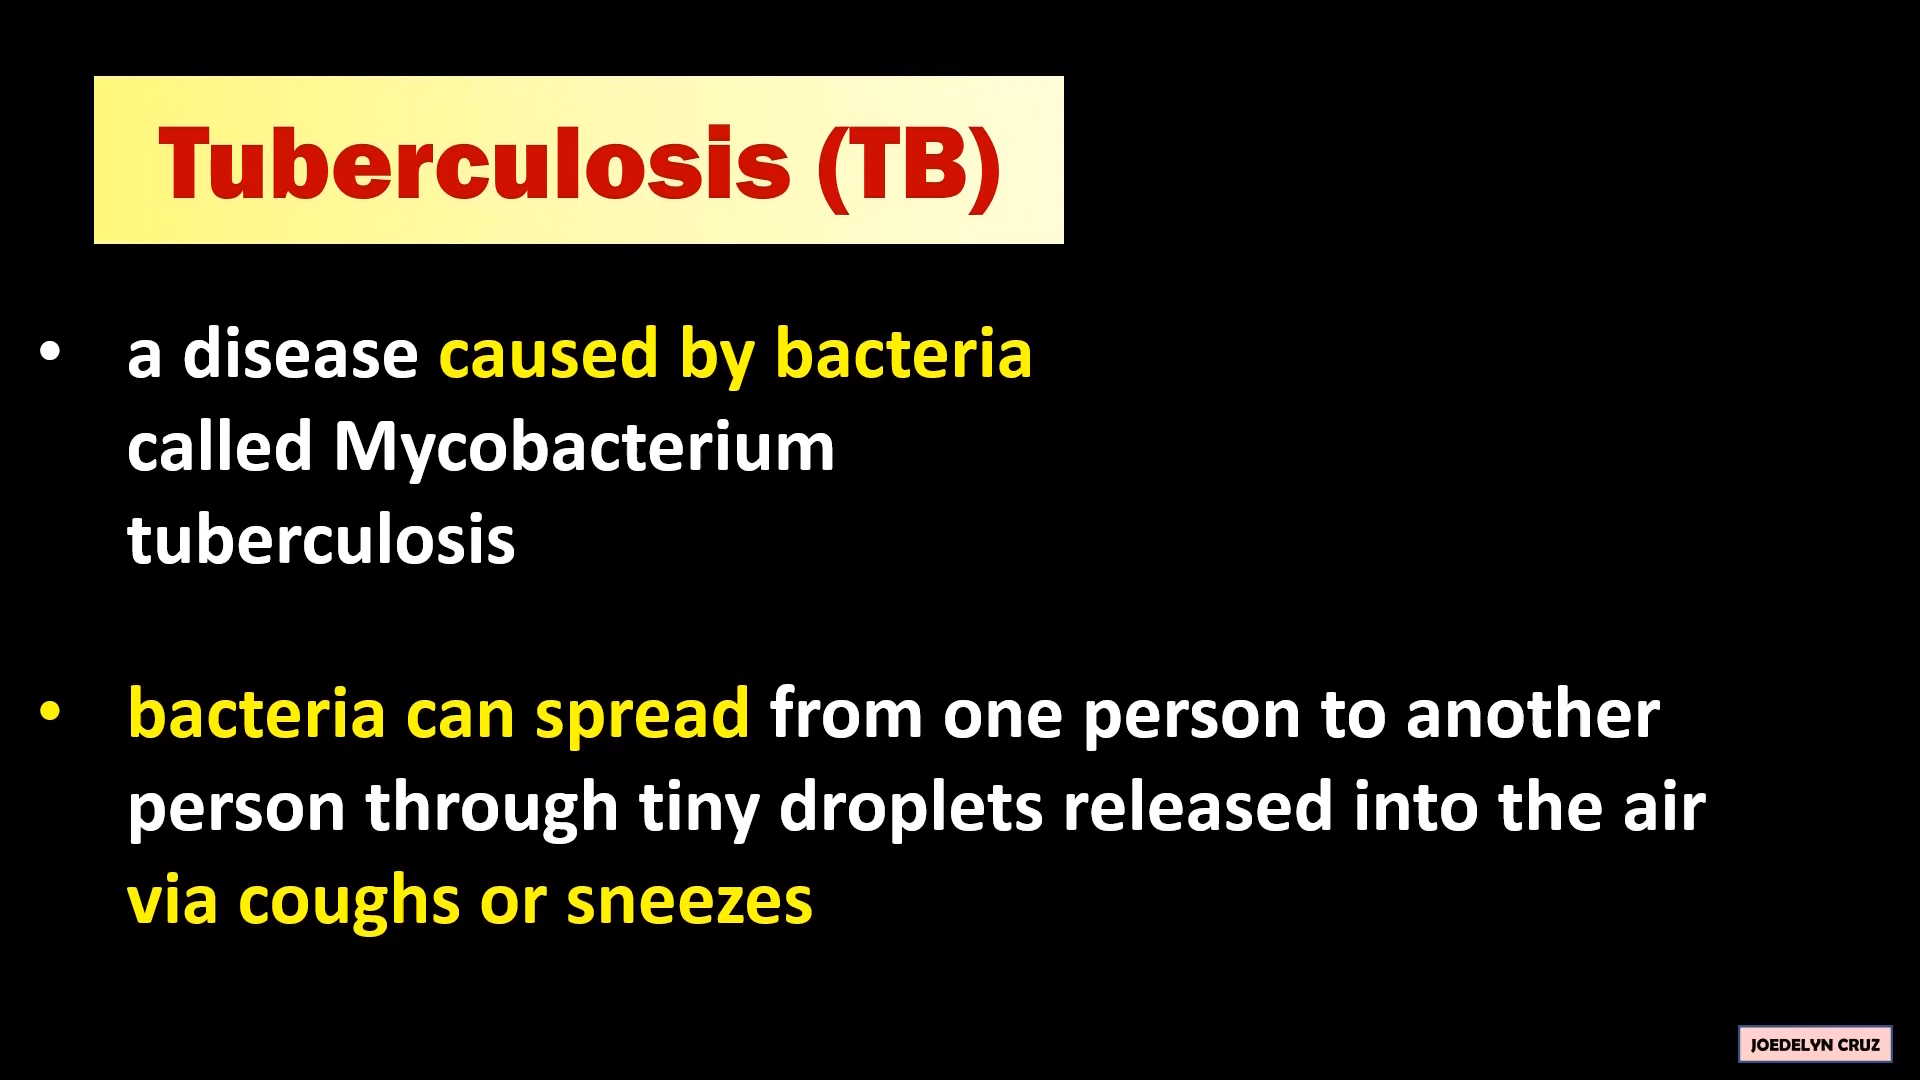 Tuberculosis (TB)
• a disease caused by bacteria
called Mycobacterium
tuberculosis
• bacteria can spread from one person to another
person through tiny droplets released into the air
via coughs or sneezes
JOEDELYN CRUZ